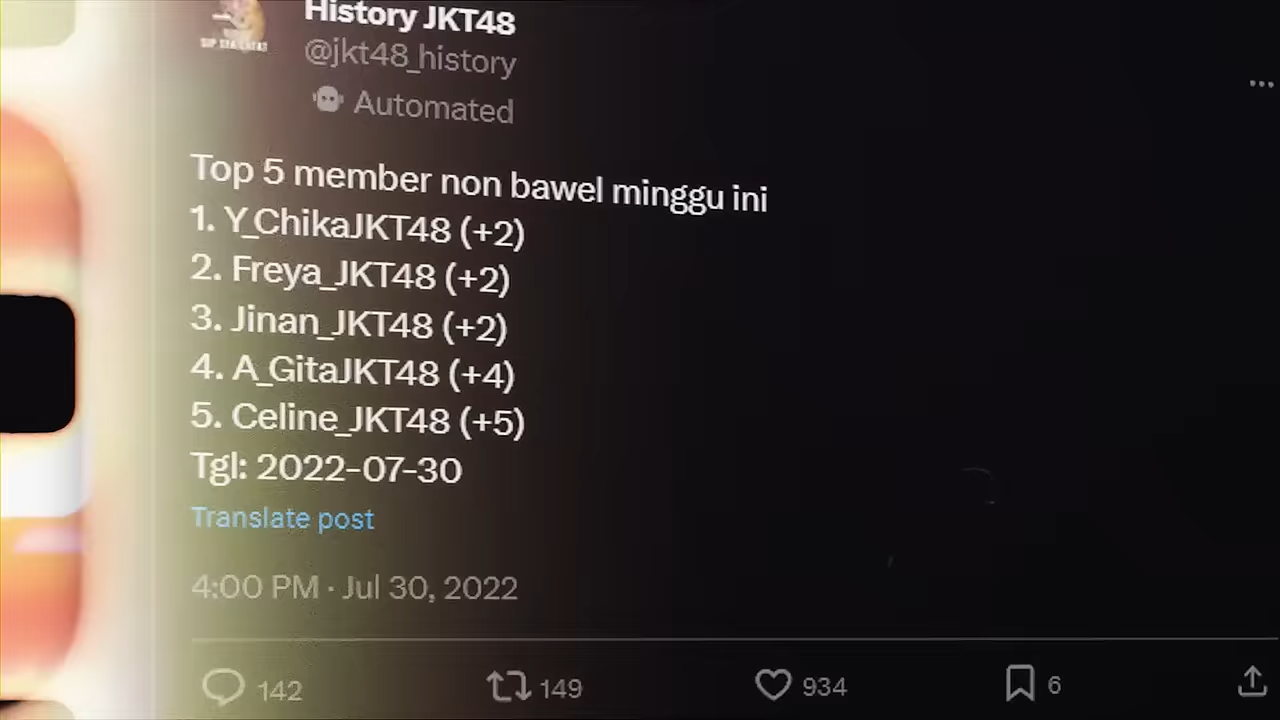 History JKT48
@jkt48_history
Automated
Top 5 member non bawel minggu ini
1. Y_ChikaJKT48 (+2)
2. Freya_JKT48 (+2)
3. Jinan_JKT48 (+2)
4. A_GitaJKT48 (+4)
5. Celine_JKT48 (+5)
Tgl: 2022-07-30
Translate post
4:00 PM · Jul 30, 2022
142 149 934 6